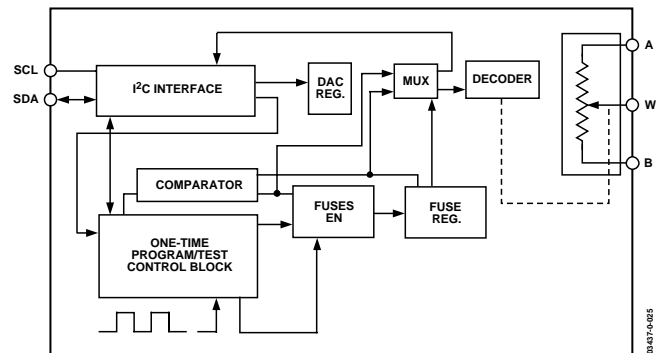 SCL
SDA
I²C INTERFACE
DAC
REG.
MUX
DECODER
A
W
B
COMPARATOR
FUSES
EN
FUSE
REG.
ONE-TIME
PROGRAM/TEST
CONTROL BLOCK
03437-0-025